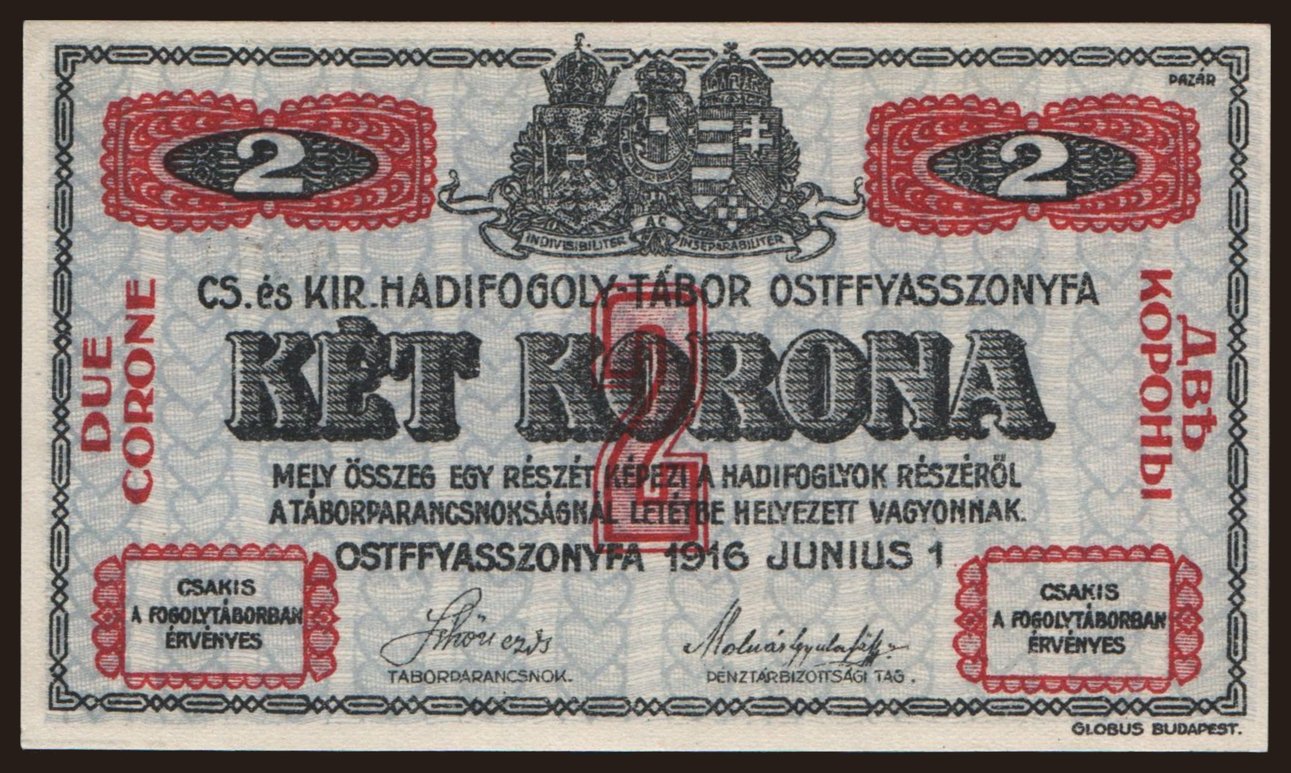 PAZÁR
2
2
INDIVISIBILITER AC INSEPARABILITER
CS. és KIR. HADIFOGOLY-TÁBOR OSTFFYASSZONYFA
DUE
CORONE
ДВѢ
КОРОНЫ
KÉT KORONA
2
MELY ÖSSZEG EGY RÉSZÉT KÉPEZI A HADIFOGLYOK RÉSZÉRŐL
A TÁBORPARANCSNOKSÁGNÁL LETÉTBE HELYEZETT VAGYONNAK.
OSTFFYASSZONYFA 1916 JUNIUS 1
CSAKIS
A FOGOLYTÁBORBAN
ÉRVÉNYES
CSAKIS
A FOGOLYTÁBORBAN
ÉRVÉNYES
TÁBORPARANCSNOK.
PÉNZTÁRBIZOTTSÁGI TAG.
GLOBUS BUDAPEST.